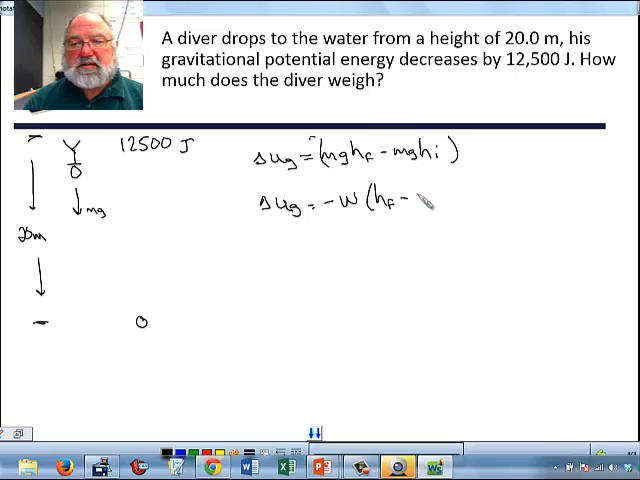 A diver drops to the water from a height of 20.0 m, his
gravitational potential energy decreases by 12,500 J. How
much does the diver weigh?
12500 J
mg
20m
0
Δug = -(mghf - mghi)
Δug = -w(hf -